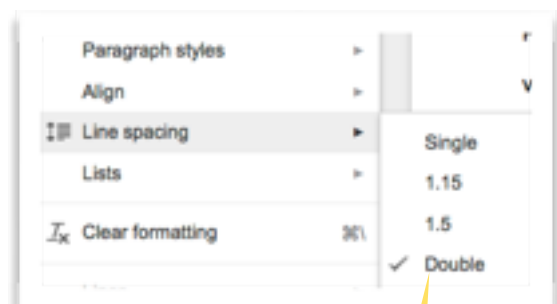 Paragraph styles
Align
Line spacing
Lists
Clear formatting ⌘\
Single
1.15
1.5
Double